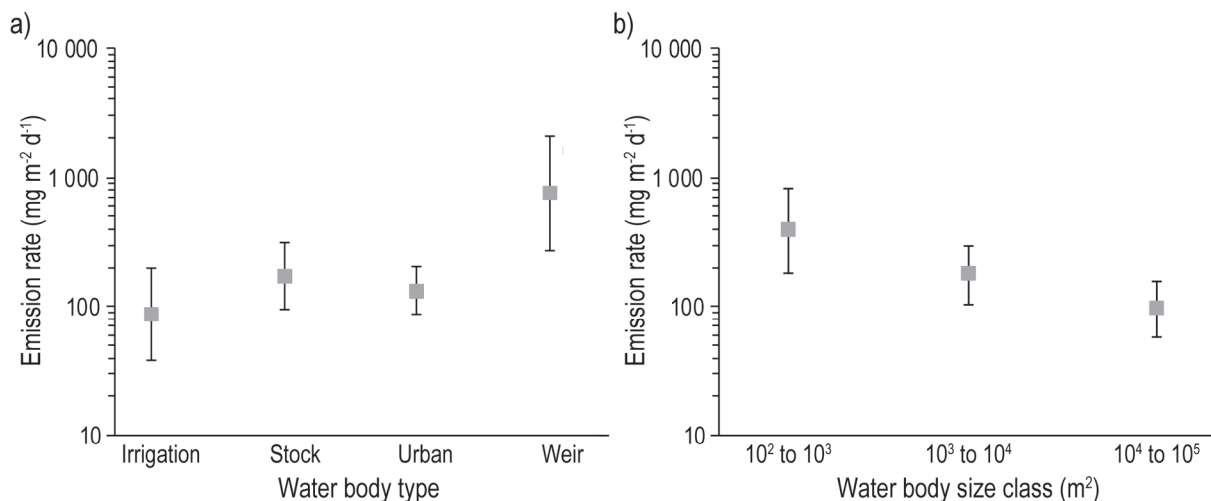 a)
Emission rate (mg m⁻² d⁻¹)
10 000
1 000
100
10
Irrigation Stock Urban Weir
Water body type
b)
Emission rate (mg m⁻² d⁻¹)
10 000
1 000
100
10
10² to 10³ 10³ to 10⁴ 10⁴ to 10⁵
Water body size class (m²)